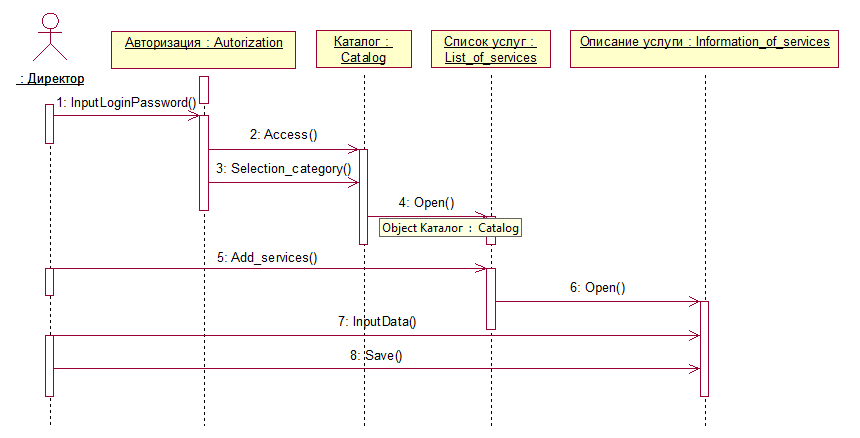 : Директор
Авторизация : Autorization
Каталог :
Catalog
Список услуг :
List_of_services
Описание услуги : Information_of_services
1: InputLoginPassword()
2: Access()
3: Selection_category()
4: Open()
Object Каталог : Catalog
5: Add_services()
6: Open()
7: InputData()
8: Save()